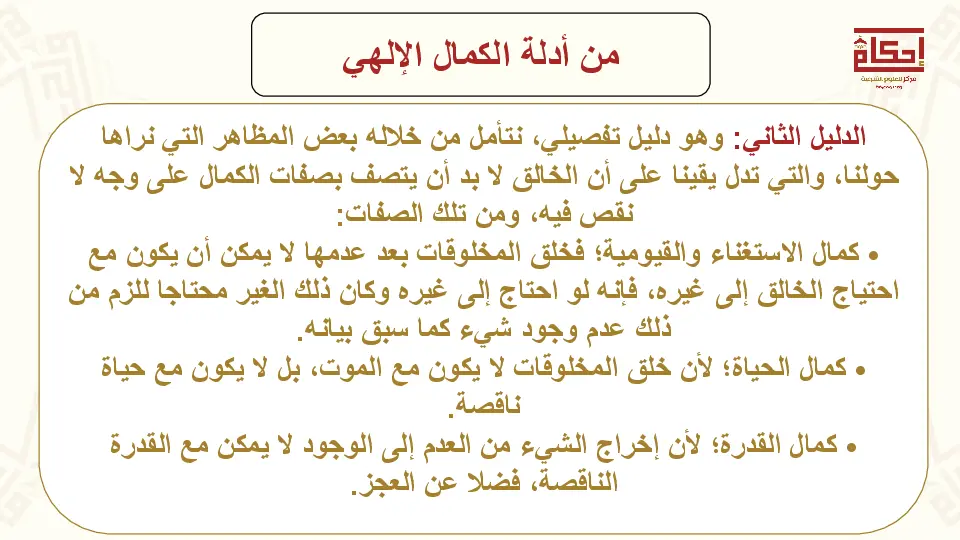 من أدلة الكمال الإلهي
إحكام
مركز للعلوم الشرعية
الدليل الثاني: وهو دليل تفصيلي، نتأمل من خلاله بعض المظاهر التي نراها
حولنا، والتي تدل يقينا على أن الخالق لا بد أن يتصف بصفات الكمال على وجه لا
نقص فيه، ومن تلك الصفات:
• كمال الاستغناء والقيومية؛ فخلق المخلوقات بعد عدمها لا يمكن أن يكون مع
احتياج الخالق إلى غيره، فإنه لو احتاج إلى غيره وكان ذلك الغير محتاجا للزم من
ذلك عدم وجود شيء كما سبق بيانه.
• كمال الحياة؛ لأن خلق المخلوقات لا يكون مع الموت، بل لا يكون مع حياة
ناقصة.
• كمال القدرة؛ لأن إخراج الشيء من العدم إلى الوجود لا يمكن مع القدرة
الناقصة، فضلا عن العجز.